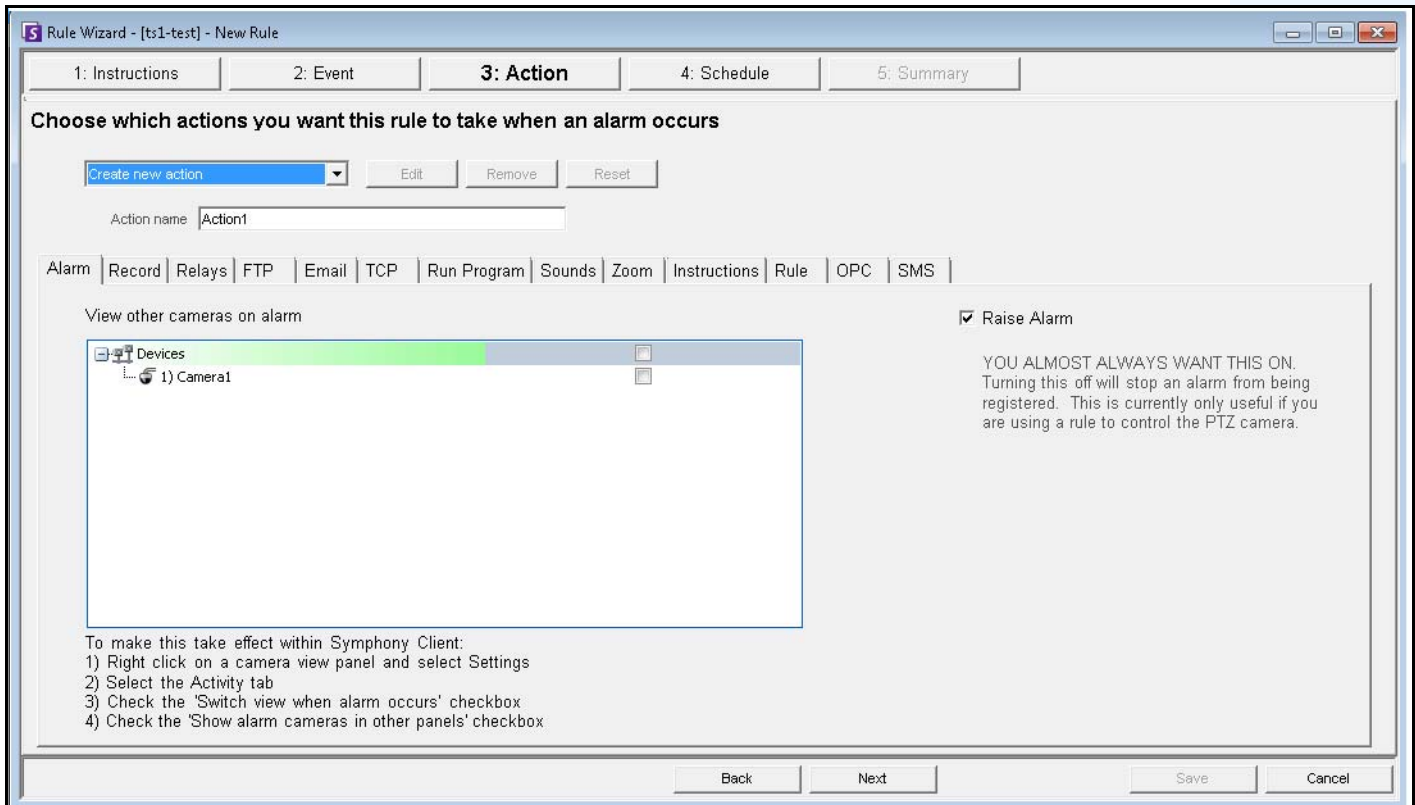 S Rule Wizard - [ts1-test] - New Rule
1: Instructions 2: Event 3: Action 4: Schedule 5: Summary
Choose which actions you want this rule to take when an alarm occurs
Create new action Edit Remove Reset
Action name Action1
Alarm Record Relays FTP Email TCP Run Program Sounds Zoom Instructions Rule OPC SMS
View other cameras on alarm
Devices
1) Camera1
Raise Alarm
YOU ALMOST ALWAYS WANT THIS ON.
Turning this off will stop an alarm from being
registered. This is currently only useful if you
are using a rule to control the PTZ camera.
To make this take effect within Symphony Client:
1) Right click on a camera view panel and select Settings
2) Select the Activity tab
3) Check the 'Switch view when alarm occurs' checkbox
4) Check the 'Show alarm cameras in other panels' checkbox
Back Next Save Cancel